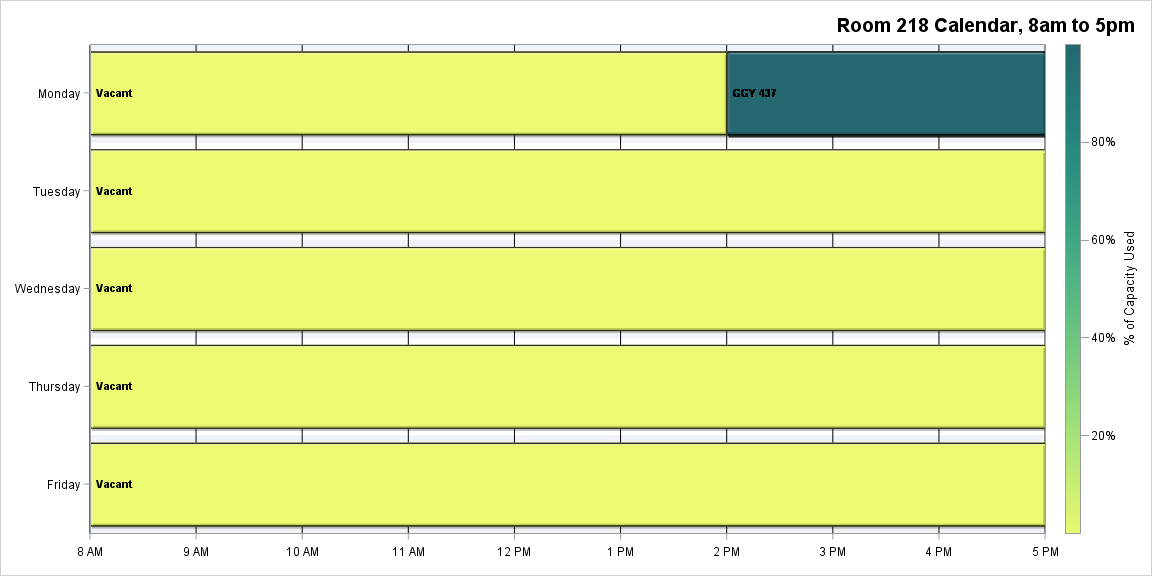 Room 218 Calendar, 8am to 5pm
Monday
Vacant
GGY 437
Tuesday
Vacant
Wednesday
Vacant
Thursday
Vacant
Friday
Vacant
8 AM 9 AM 10 AM 11 AM 12 PM 1 PM 2 PM 3 PM 4 PM 5 PM
80%
60%
40%
20%
% of Capacity Used